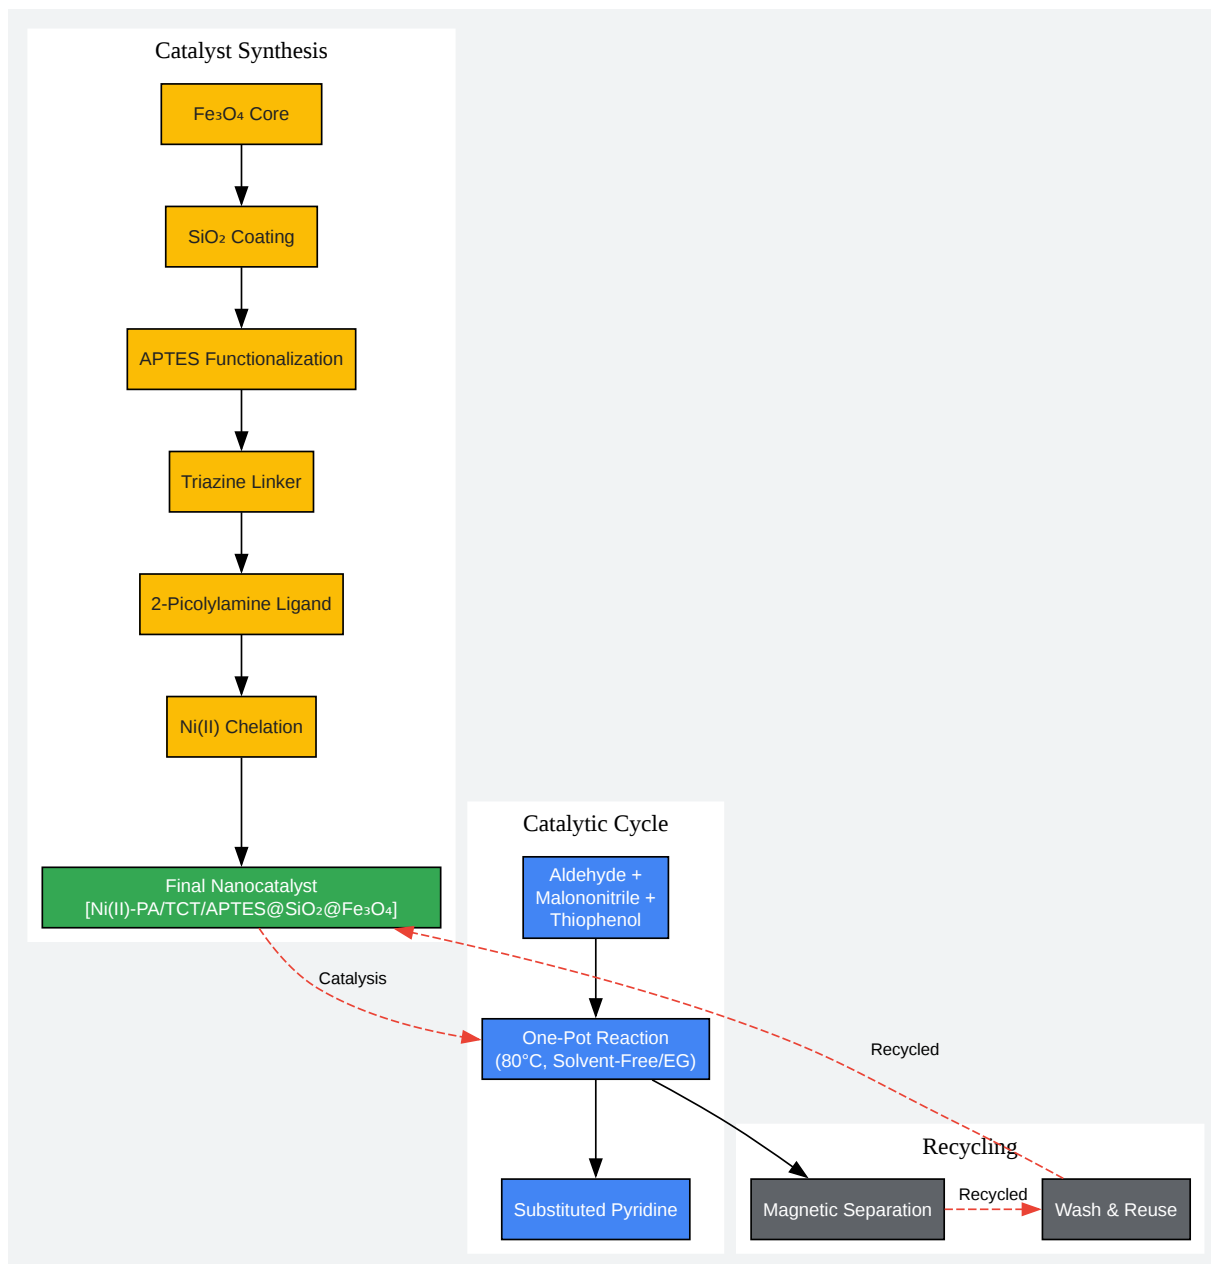 Catalyst Synthesis
Fe₃O₄ Core
SiO₂ Coating
APTES Functionalization
Triazine Linker
2-Picolylamine Ligand
Ni(II) Chelation
Final Nanocatalyst
[Ni(II)-PA/TCT/APTES@SiO₂@Fe₃O₄]
Catalysis
Catalytic Cycle
Aldehyde +
Malononitrile +
Thiophenol
One-Pot Reaction
(80°C, Solvent-Free/EG)
Substituted Pyridine
Recycled
Recycling
Magnetic Separation
Recycled
Wash & Reuse